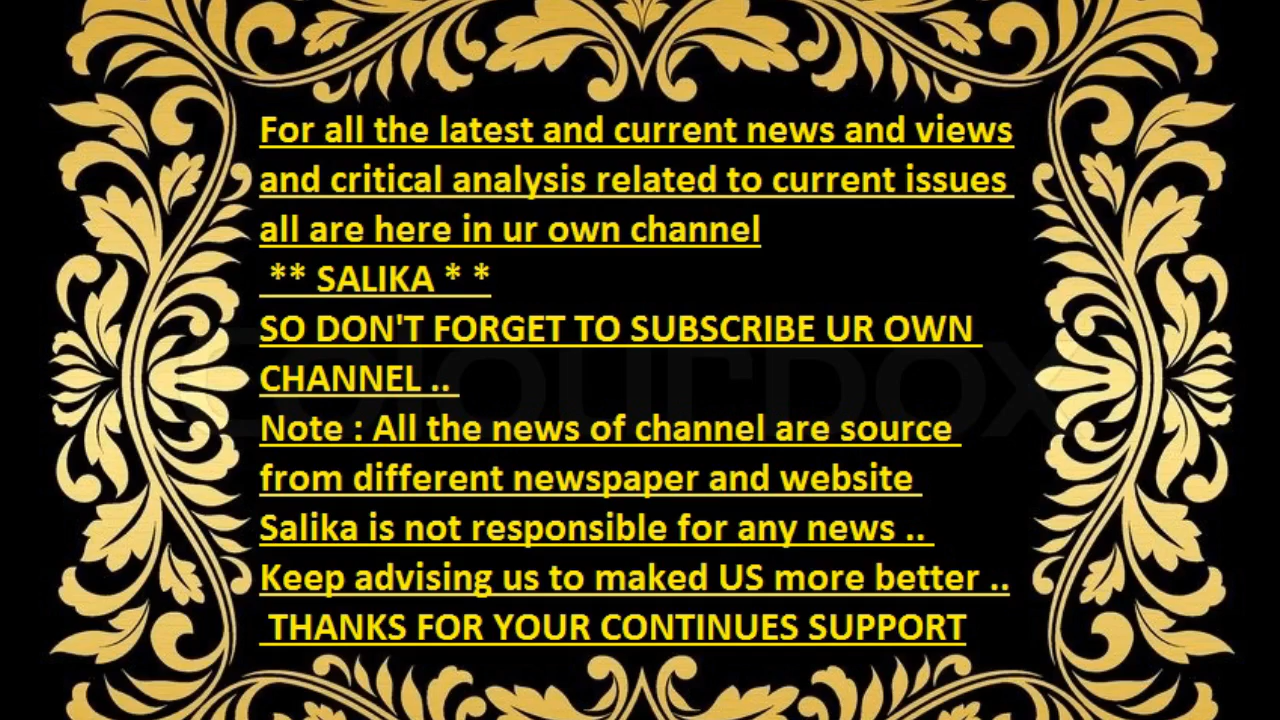 For all the latest and current news and views
and critical analysis related to current issues
all are here in ur own channel
** SALIKA * *
SO DON'T FORGET TO SUBSCRIBE UR OWN
CHANNEL ..
Note : All the news of channel are source
from different newspaper and website
Salika is not responsible for any news ..
Keep advising us to maked US more better ..
THANKS FOR YOUR CONTINUES SUPPORT
colourbox